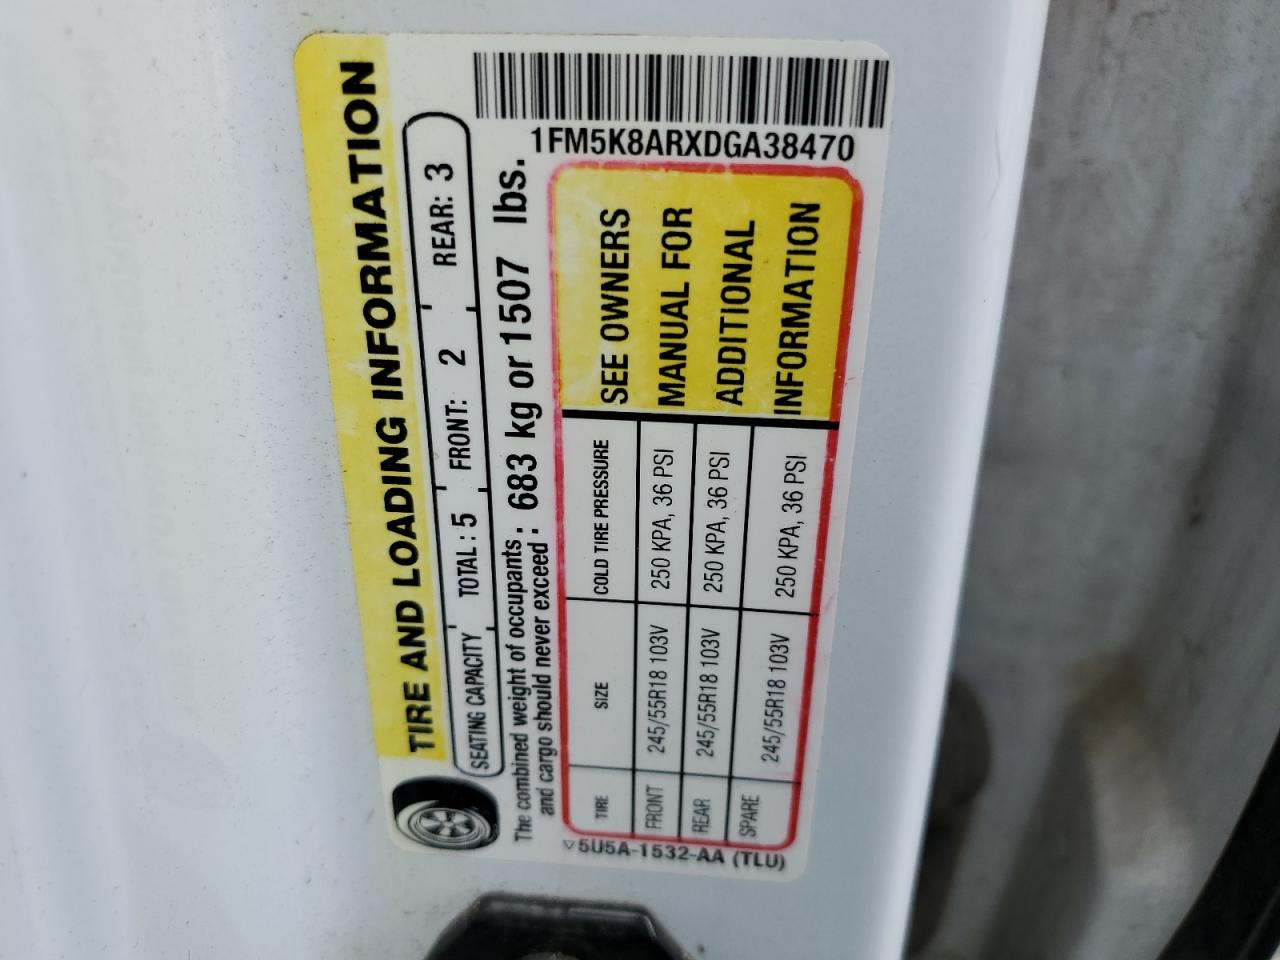 TIRE AND LOADING INFORMATION
SEATING CAPACITY TOTAL: 5 FRONT: 2 REAR: 3
The combined weight of occupants
and cargo should never exceed : 683 kg or 1507 lbs.
TIRE SIZE COLD TIRE PRESSURE
FRONT 245/55R18 103V 250 KPA, 36 PSI
REAR 245/55R18 103V 250 KPA, 36 PSI
SPARE 245/55R18 103V 250 KPA, 36 PSI
SEE OWNERS
MANUAL FOR
ADDITIONAL
INFORMATION
5U5A-1532-AA (TLU)
1FM5K8ARXDGA38470